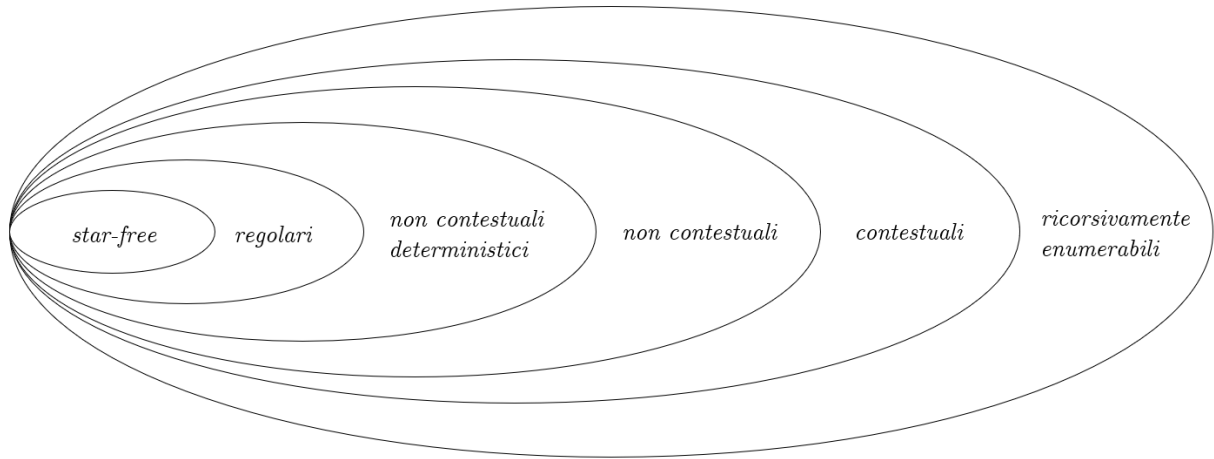 star-free
regolari
non contestuali
deterministici
non contestuali
contestuali
ricorsivamente
enumerabili